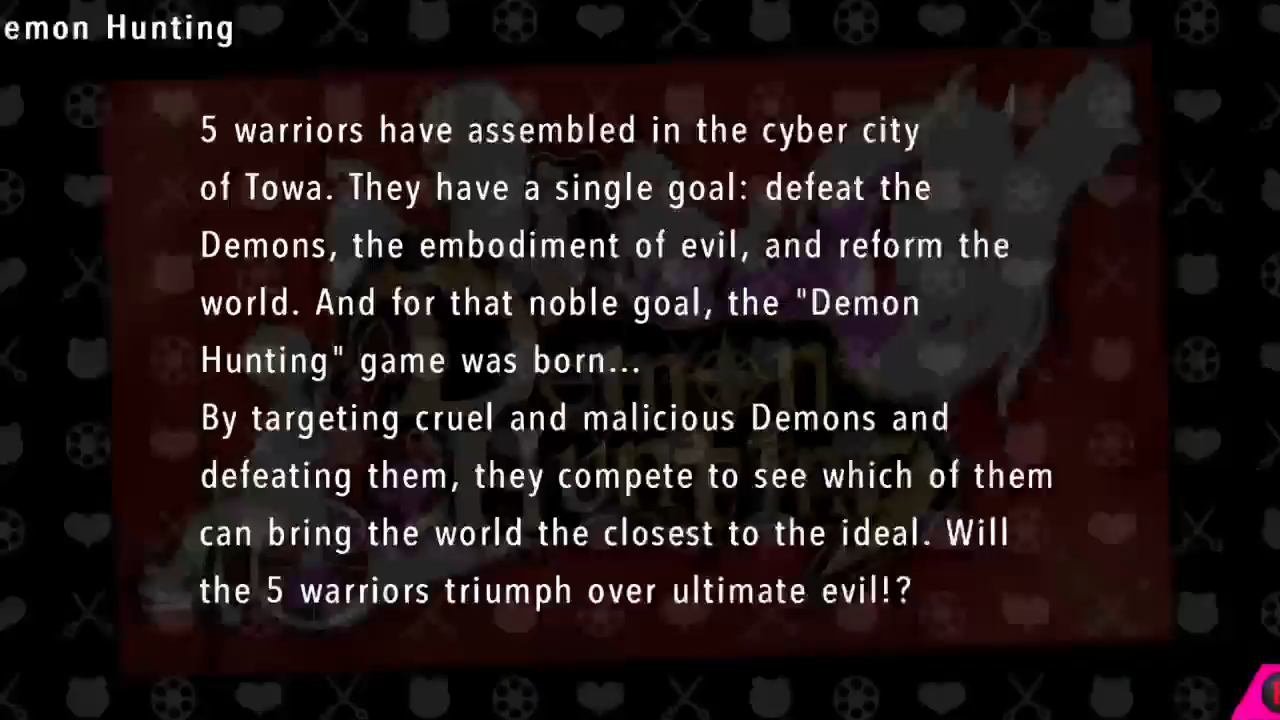 emon Hunting
5 warriors have assembled in the cyber city
of Towa. They have a single goal: defeat the
Demons, the embodiment of evil, and reform the
world. And for that noble goal, the "Demon
Hunting" game was born...
By targeting cruel and malicious Demons and
defeating them, they compete to see which of them
can bring the world the closest to the ideal. Will
the 5 warriors triumph over ultimate evil!?
Demon
Hunting